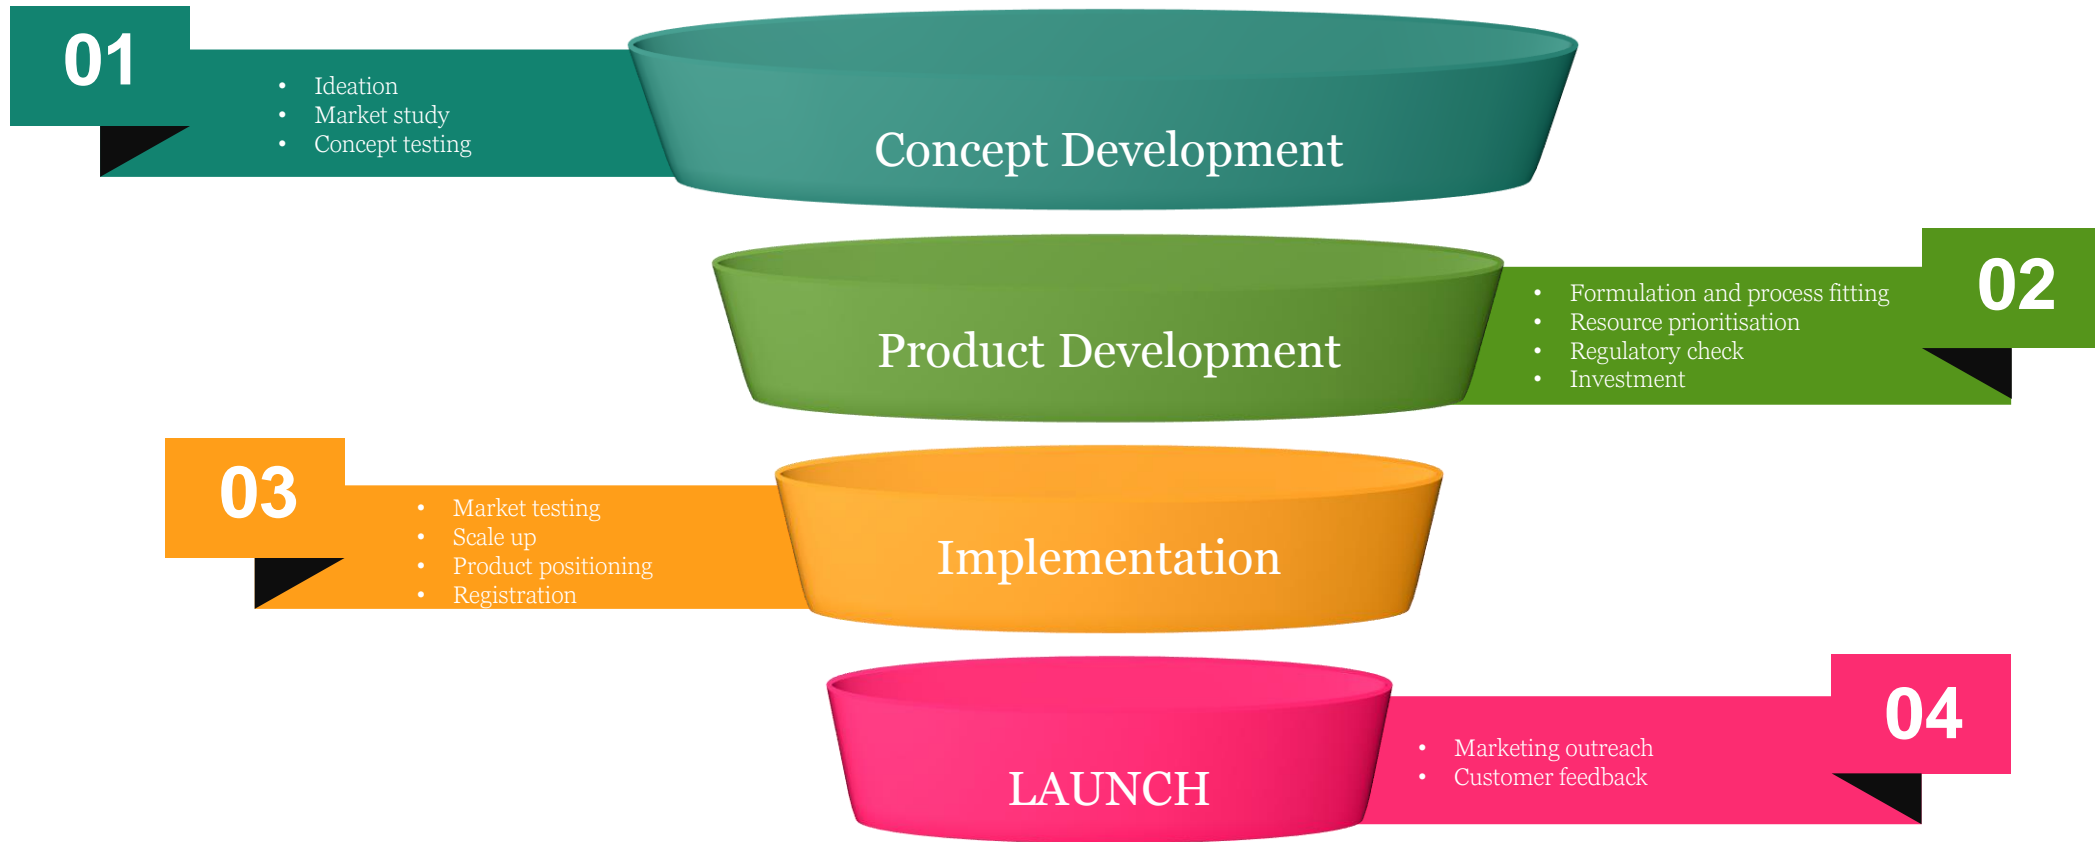 01
• Ideation
• Market study
• Concept testing
Concept Development
02
• Formulation and process fitting
• Resource prioritisation
• Regulatory check
• Investment
Product Development
03
• Market testing
• Scale up
• Product positioning
• Registration
Implementation
04
• Marketing outreach
• Customer feedback
LAUNCH